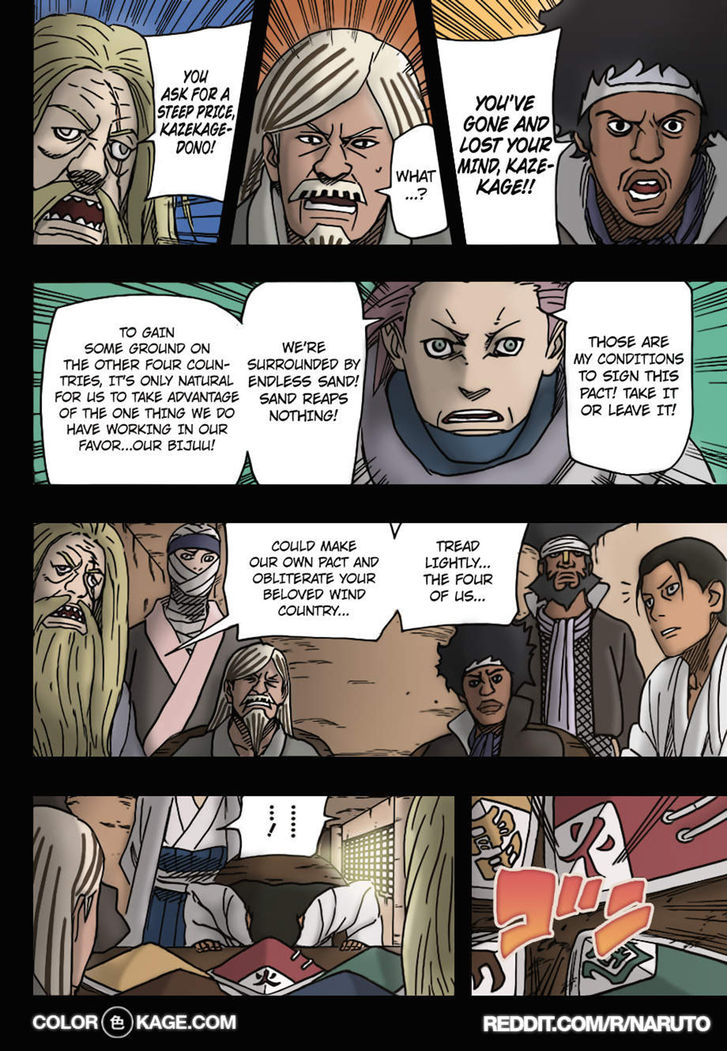 YOU'VE
GONE AND
LOST YOUR
MIND, KAZE-
KAGE!!
WHAT
...?
YOU
ASK FOR A
STEEP PRICE,
KAZEKAGE-
DONO!
THOSE ARE
MY CONDITIONS
TO SIGN THIS
PACT! TAKE IT
OR LEAVE IT!
WE'RE
SURROUNDED BY
ENDLESS SAND!
SAND REAPS
NOTHING!
TO GAIN
SOME GROUND ON
THE OTHER FOUR COUN-
TRIES, IT'S ONLY NATURAL
FOR US TO TAKE ADVANTAGE
OF THE ONE THING WE DO
HAVE WORKING IN OUR
FAVOR...OUR BIJUU!
TREAD
LIGHTLY...
THE FOUR
OF US...
COULD MAKE
OUR OWN PACT AND
OBLITERATE YOUR
BELOVED WIND
COUNTRY...
火
ゴン
......!
火
COLOR 色 KAGE.COM
REDDIT.COM/R/NARUTO